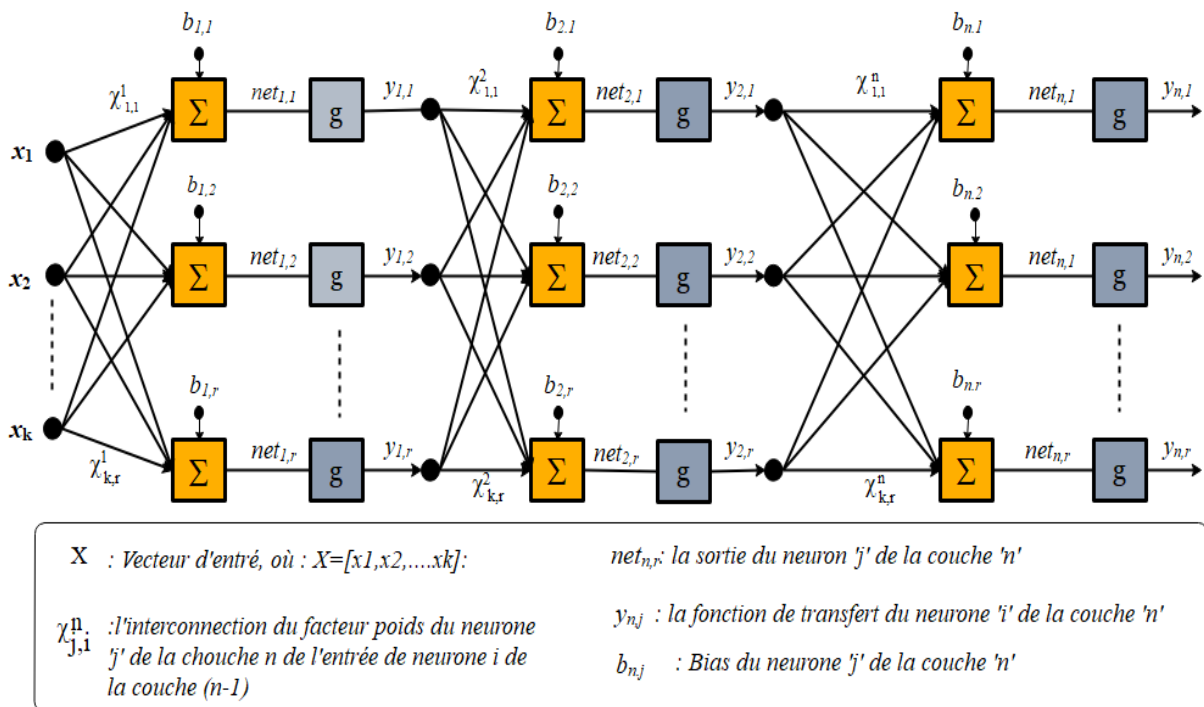 b1,1 b2.1 bn.1
χ¹1,1 Σ net1,1 g y1,1 χ²1,1 Σ net2,1 g y2,1 χⁿ1,1 Σ netn,1 g yn,1
x1
b1,2 b2,2 bn.2
x2 Σ net1,2 g y1,2 Σ net2,2 g y2,2 Σ netn,1 g yn,2
b1,r b2,r bn.r
xk
χ¹k,r Σ net1,r g y1,r χ²k,r Σ net2,r g y2,r χⁿk,r Σ netn,r g yn,r
X : Vecteur d'entré, où : X=[x1,x2,....xk]:
χⁿj,i :l'interconnection du facteur poids du neurone
'j' de la chouche n de l'entrée de neurone i de
la couche (n-1)
netn,r: la sortie du neuron 'j' de la couche 'n'
yn,j : la fonction de transfert du neurone 'i' de la couche 'n'
bn.j : Bias du neurone 'j' de la couche 'n'